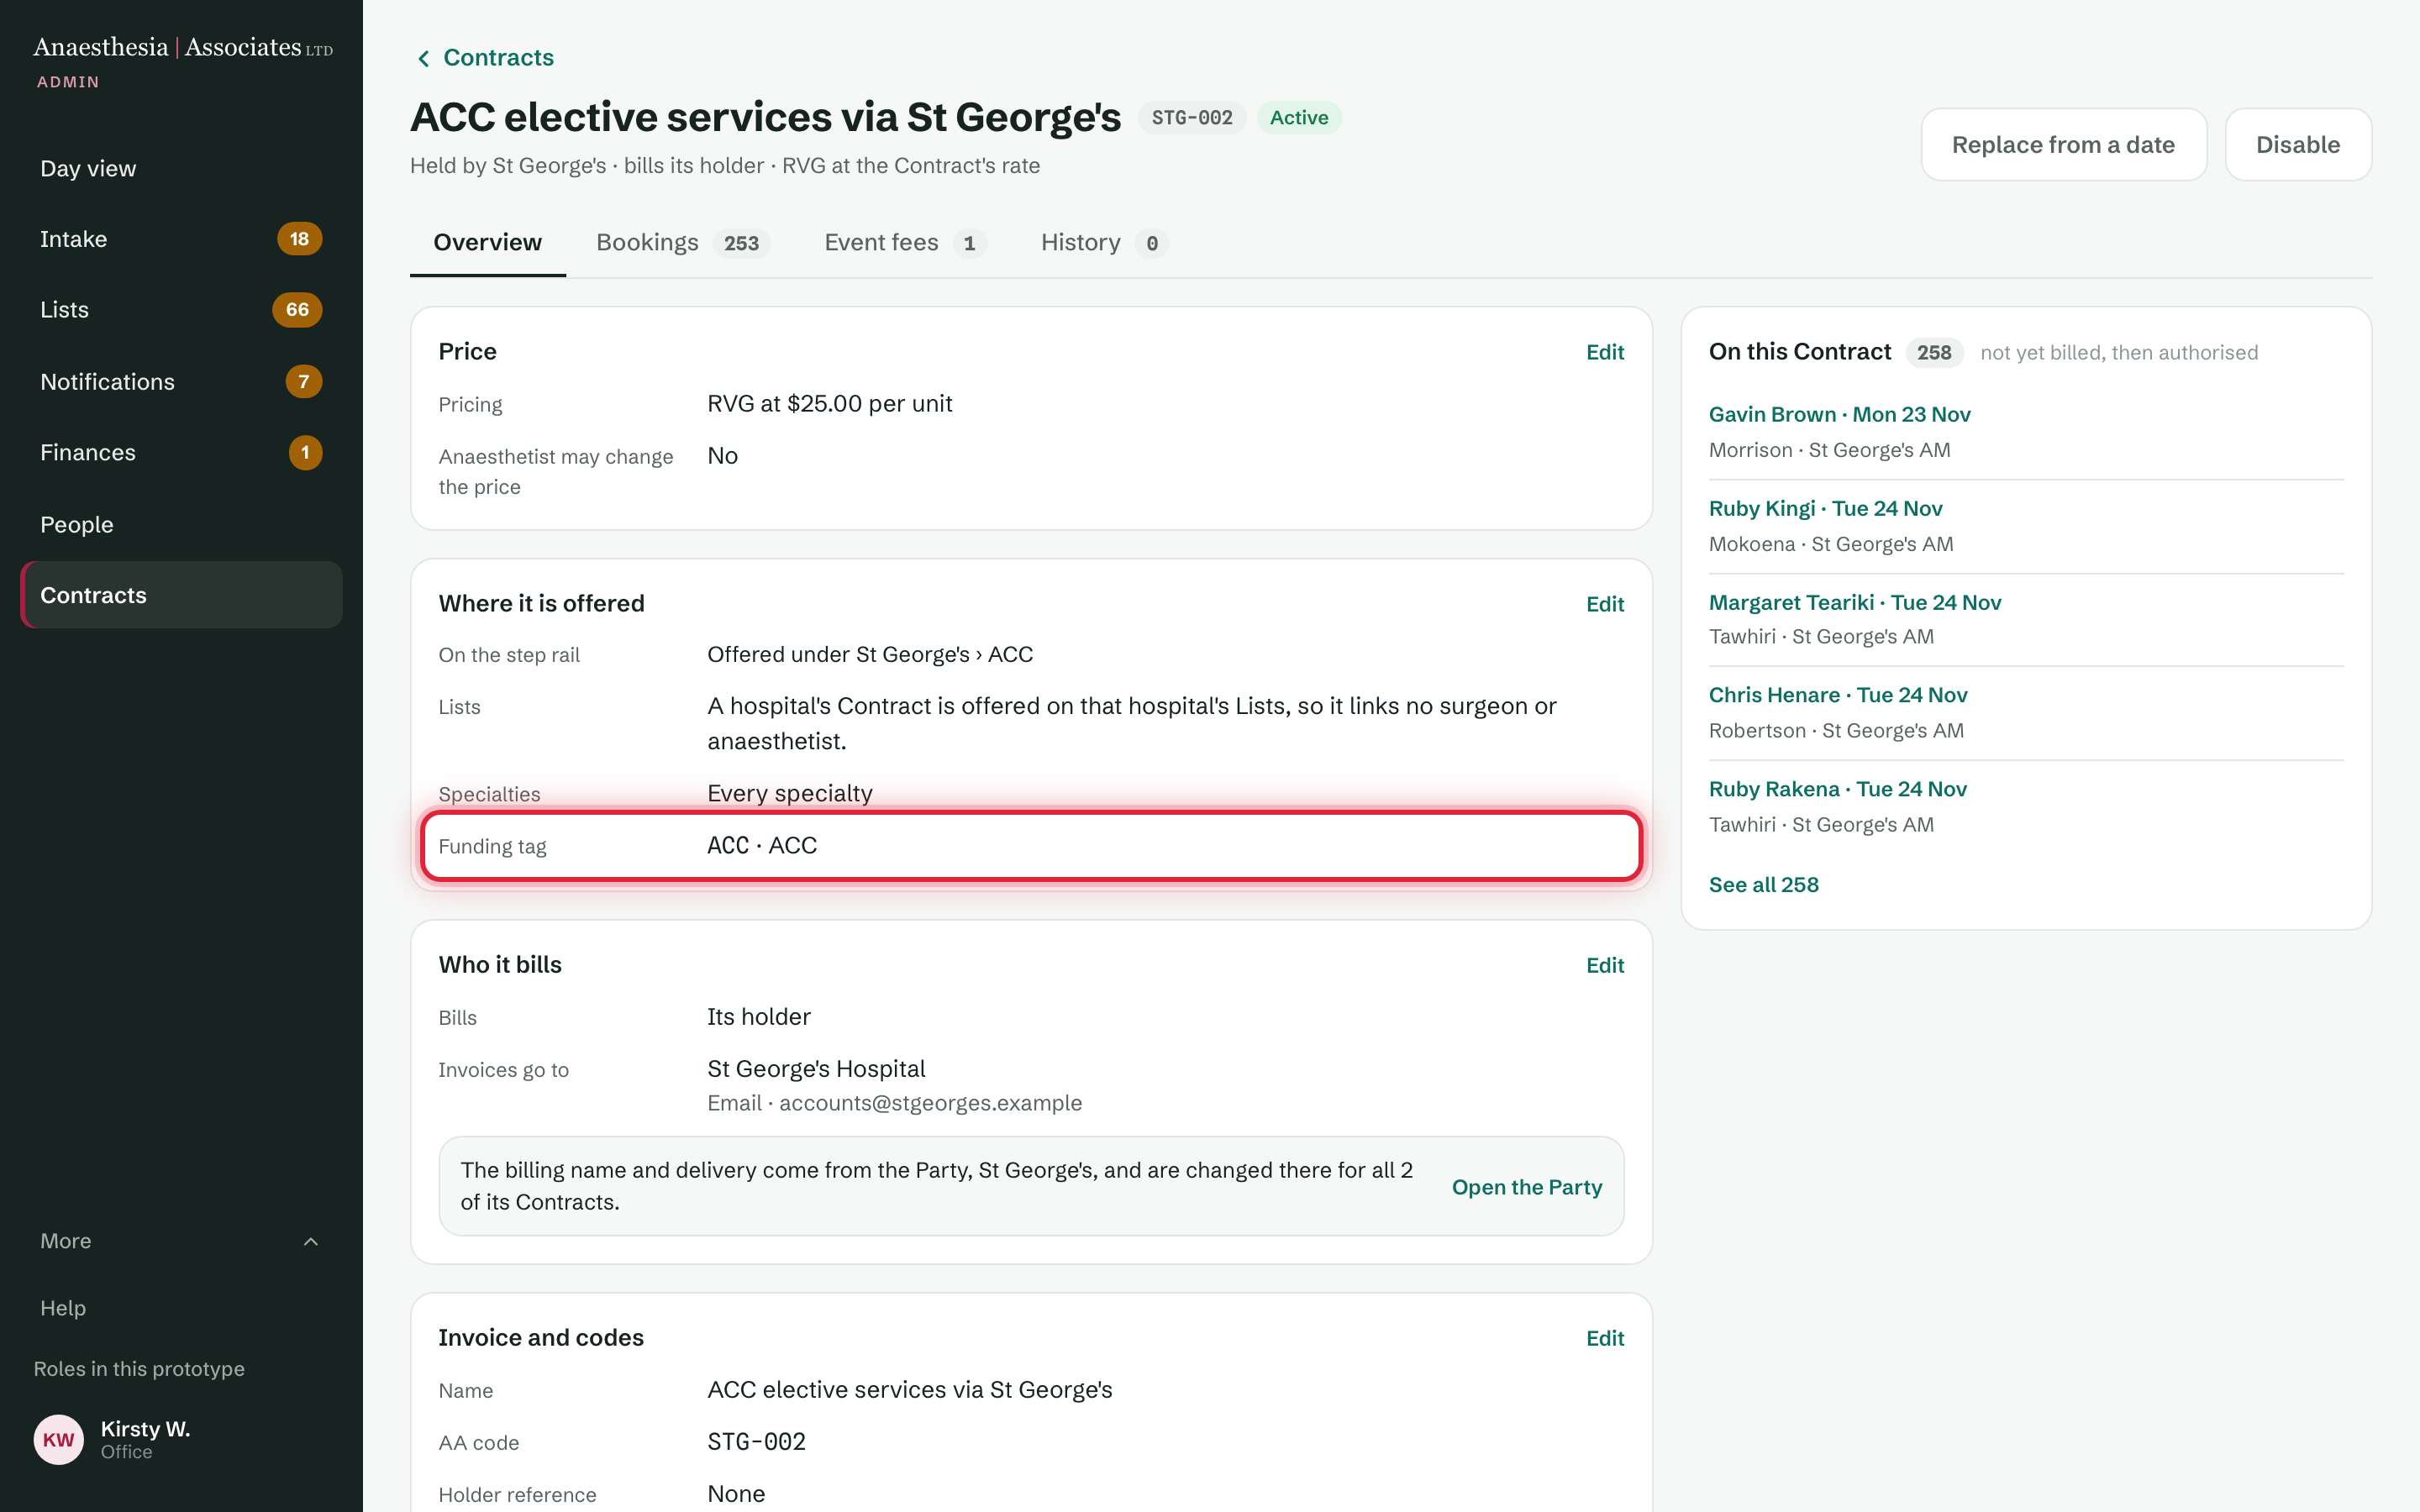 Anaesthesia | Associates LTD
ADMIN
Day view
Intake 18
Lists 66
Notifications 7
Finances 1
People
Contracts
More
Help
Roles in this prototype
KW
Kirsty W.
Office
Contracts
ACC elective services via St George's STG-002 Active
Held by St George's · bills its holder · RVG at the Contract's rate
Replace from a date
Disable
Overview Bookings 253 Event fees 1 History 0
Price Edit
Pricing RVG at $25.00 per unit
Anaesthetist may change No
the price
Where it is offered Edit
On the step rail Offered under St George's › ACC
Lists A hospital's Contract is offered on that hospital's Lists, so it links no surgeon or
anaesthetist.
Specialties Every specialty
Funding tag ACC · ACC
Who it bills Edit
Bills Its holder
Invoices go to St George's Hospital
Email · accounts@stgeorges.example
The billing name and delivery come from the Party, St George's, and are changed there for all 2
of its Contracts.
Open the Party
Invoice and codes Edit
Name ACC elective services via St George's
AA code STG-002
Holder reference None
On this Contract 258 not yet billed, then authorised
Gavin Brown · Mon 23 Nov
Morrison · St George's AM
Ruby Kingi · Tue 24 Nov
Mokoena · St George's AM
Margaret Teariki · Tue 24 Nov
Tawhiri · St George's AM
Chris Henare · Tue 24 Nov
Robertson · St George's AM
Ruby Rakena · Tue 24 Nov
Tawhiri · St George's AM
See all 258